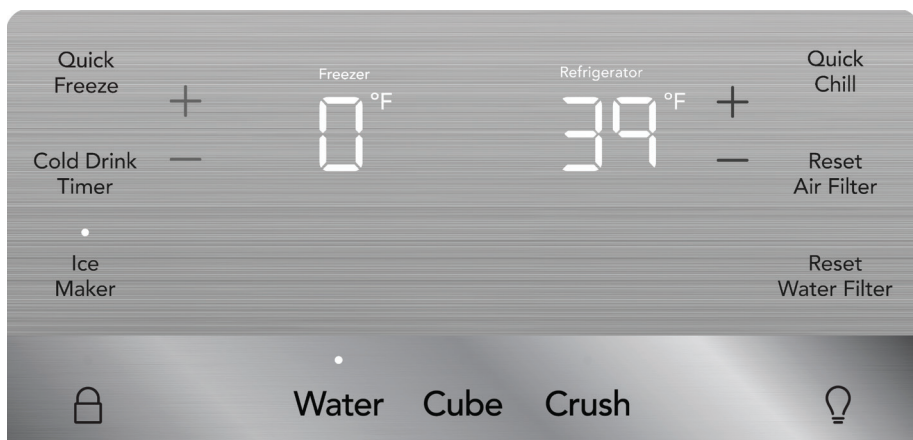 Quick
Freeze
Freezer
0 °F
Refrigerator
39 °F
Quick
Chill
+
+
Cold Drink
Timer
−
−
Reset
Air Filter
Ice
Maker
Reset
Water Filter
Water Cube Crush